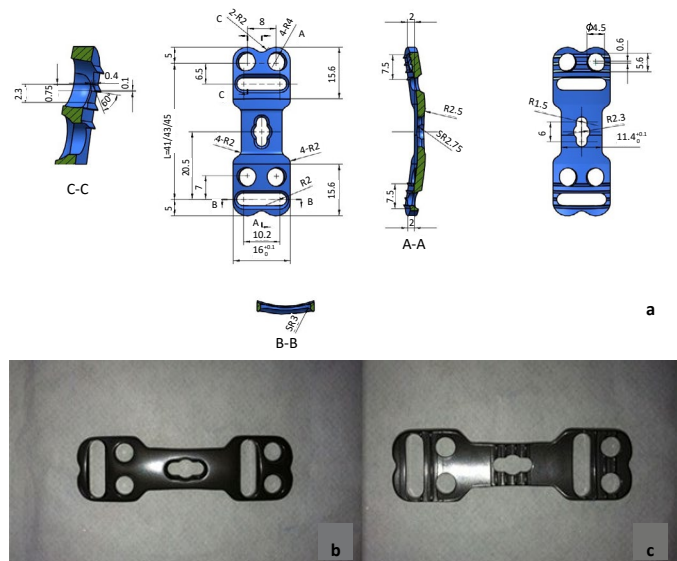 C
2-R2
8
4-R4
A
5
6.5
15.6
C
L=41/43/45
20.5
4-R2
4-R2
7
R2
15.6
B
B
5
A
10.2
16 +0.1 0
0.4
0.1
0.75
2.3
60°
C-C
2
7.5
R2.5
SR2.75
7.5
2
A-A
Φ4.5
0.6
5.6
R1.5
R2.3
6
11.4 +0.1 0
SR3
B-B
a
b
c